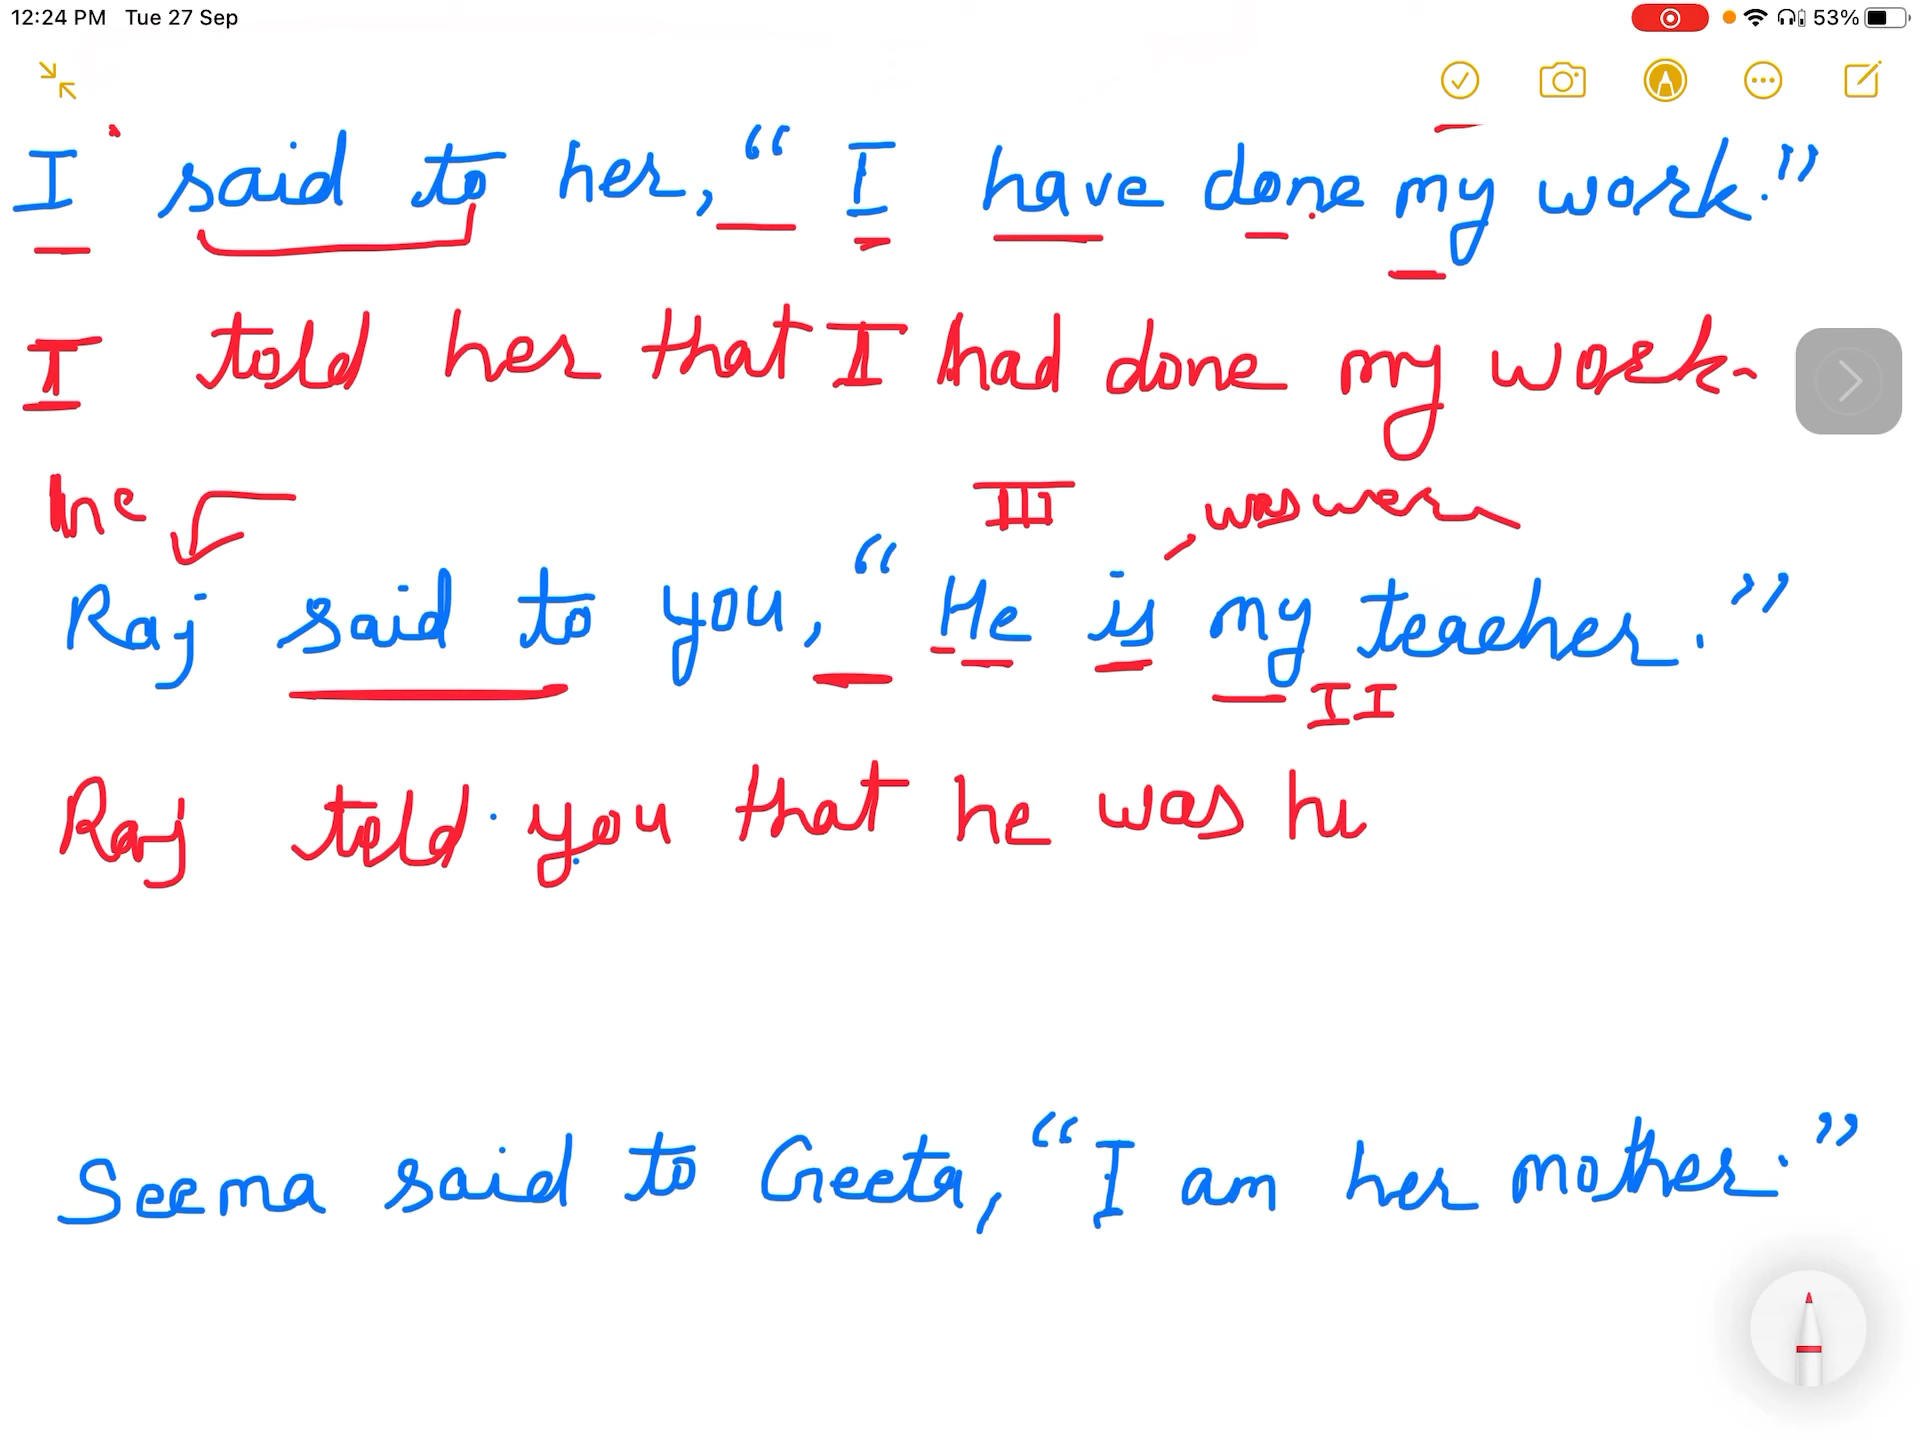 12:24 PM Tue 27 Sep 53%
I said to her, “I have done my work.”
I told her that I had done my work.
he III was were
Raj said to you, “He is my teacher.”
II
Raj told you that he was hi
Seema said to Geeta, “I am her mother.”